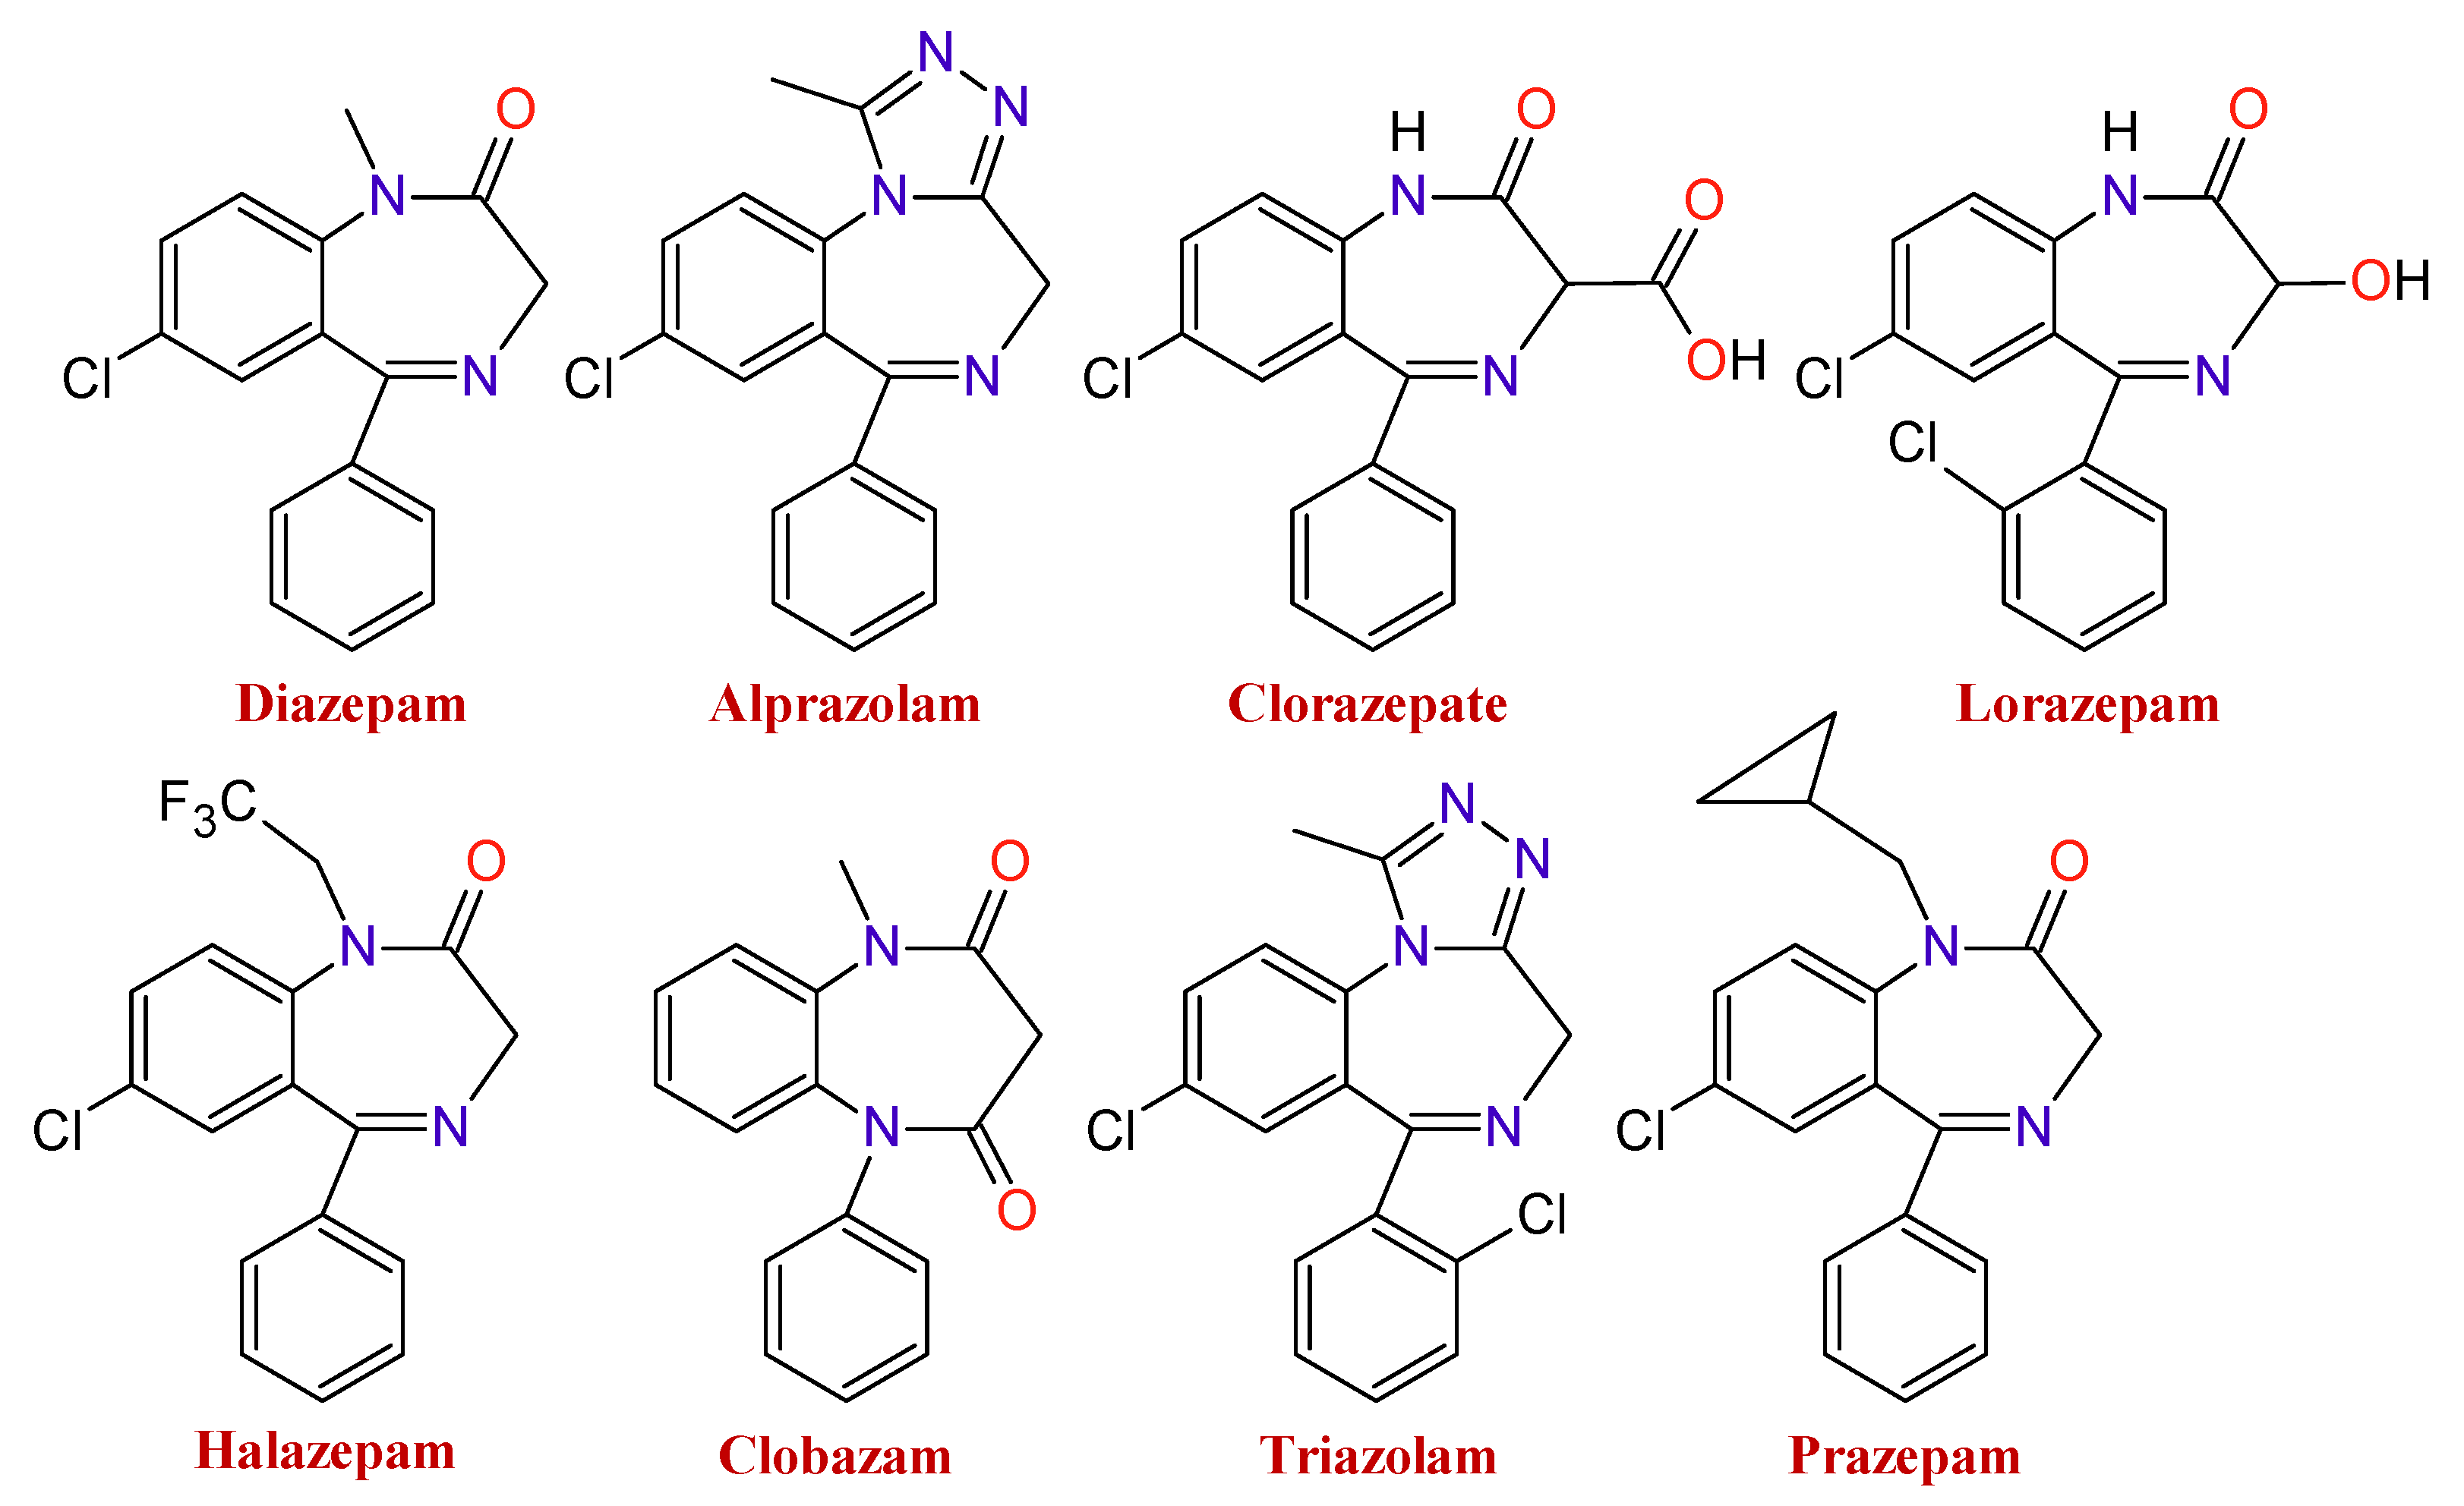 N
N
O
N
N
Cl
Diazepam
N
N
N
N
Cl
Alprazolam
H
N
O
O
OH
N
Cl
Clorazepate
H
N
O
OH
N
Cl
Cl
Lorazepam
F3C
O
N
N
Cl
Halazepam
O
N
N
O
Clobazam
N
N
N
N
Cl
Cl
Triazolam
O
N
N
Cl
Prazepam